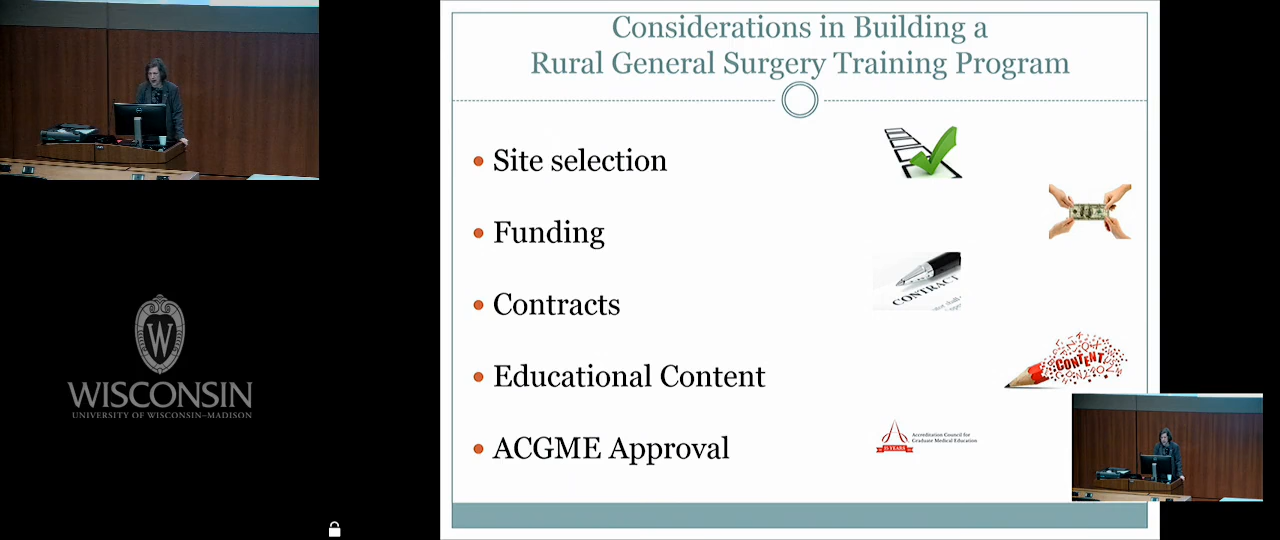 Considerations in Building a
Rural General Surgery Training Program
Site selection
Funding
Contracts
CONTRACT
Educational Content
CONTENT
ACGME Approval
Accreditation Council for
Graduate Medical Education
YEARS
W
WISCONSIN
UNIVERSITY OF WISCONSIN–MADISON